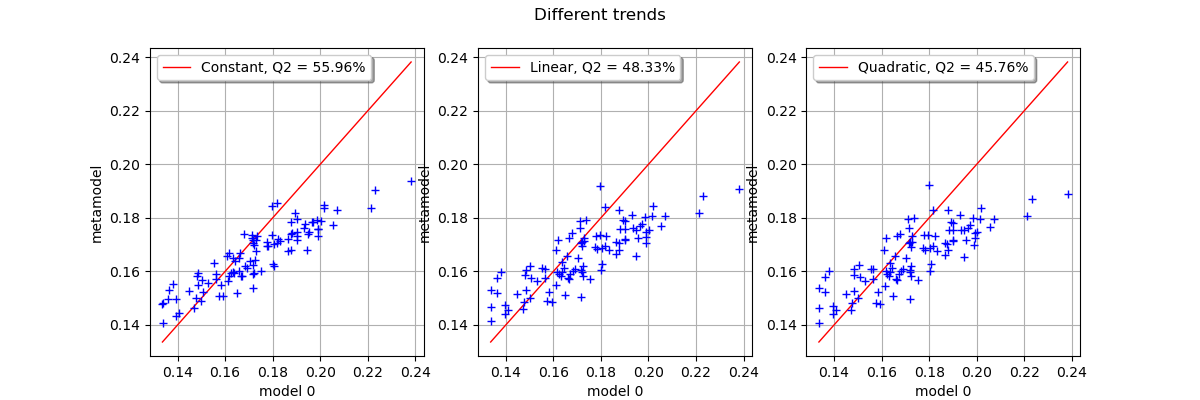 Different trends
Constant, Q2 = 55.96%
0.24
0.22
0.20
0.18
0.16
0.14
metamodel
0.14 0.16 0.18 0.20 0.22 0.24
model 0
Linear, Q2 = 48.33%
0.24
0.22
0.20
0.18
0.16
0.14
metamodel
0.14 0.16 0.18 0.20 0.22 0.24
model 0
Quadratic, Q2 = 45.76%
0.24
0.22
0.20
0.18
0.16
0.14
metamodel
0.14 0.16 0.18 0.20 0.22 0.24
model 0